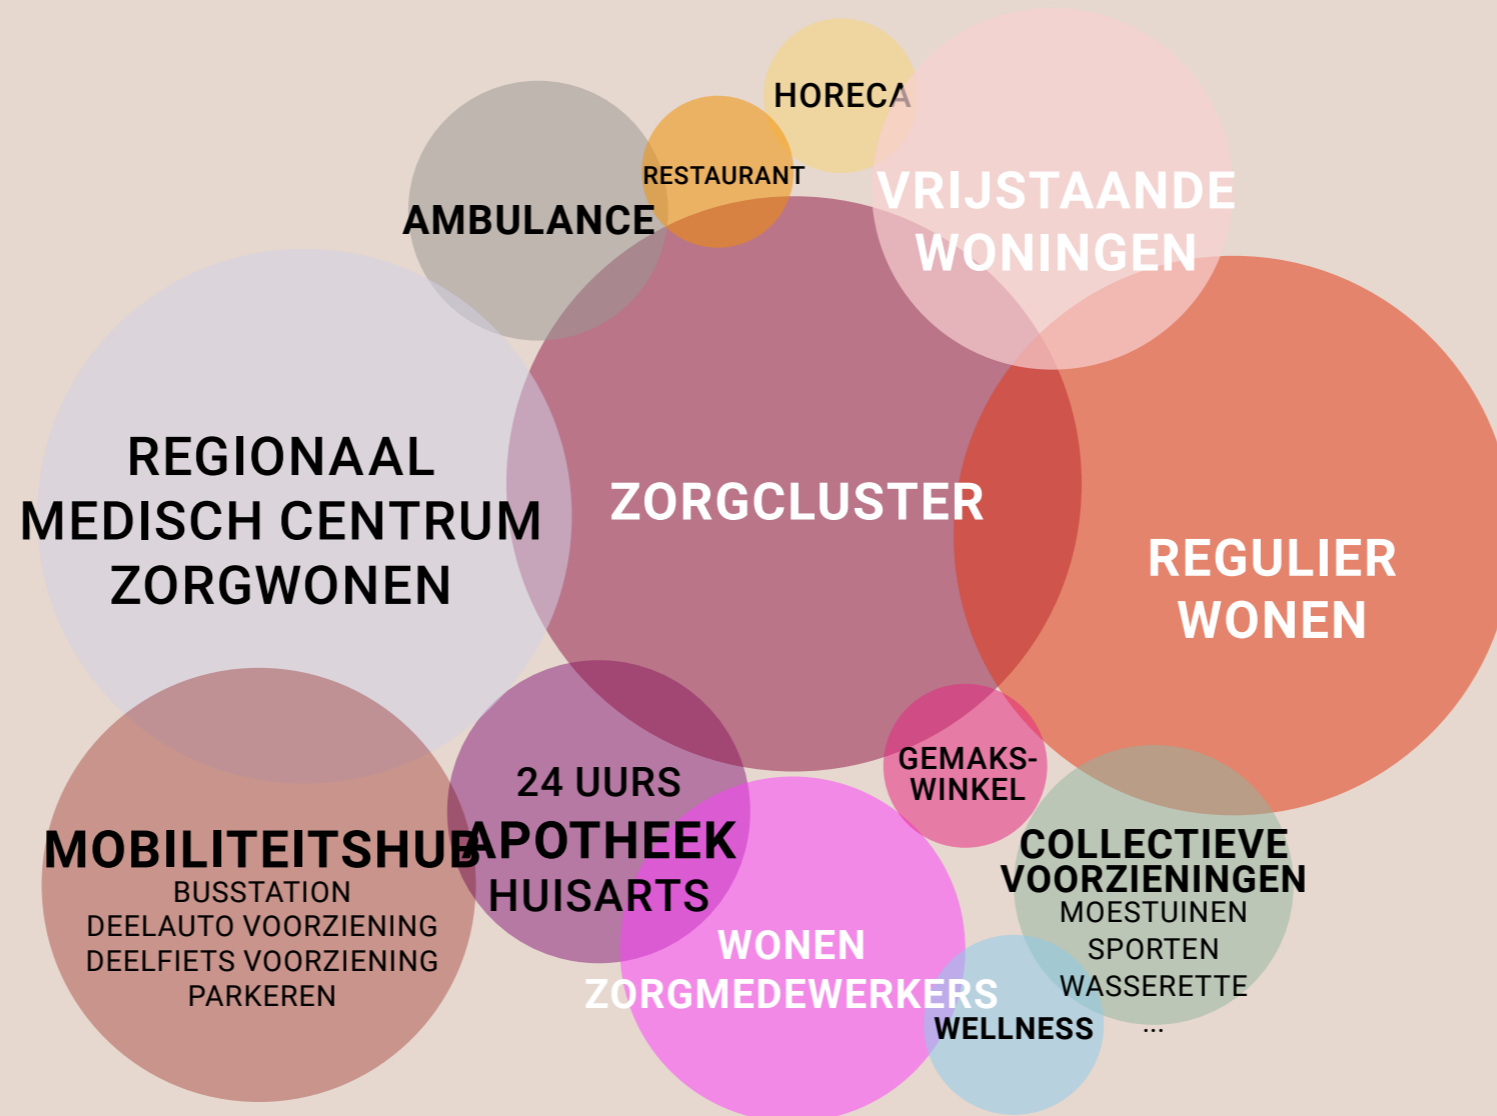 HORECA
RESTAURANT
AMBULANCE
VRIJSTAANDE
WONINGEN
REGIONAAL
MEDISCH CENTRUM
ZORGWONEN
ZORGCLUSTER
REGULIER
WONEN
GEMAKS-
WINKEL
24 UURS
APOTHEEK
HUISARTS
MOBILITEITSHUB
BUSSTATION
DEELAUTO VOORZIENING
DEELFIETS VOORZIENING
PARKEREN
COLLECTIEVE
VOORZIENINGEN
MOESTUINEN
SPORTEN
WASSERETTE
...
WONEN
ZORGMEDEWERKERS
WELLNESS